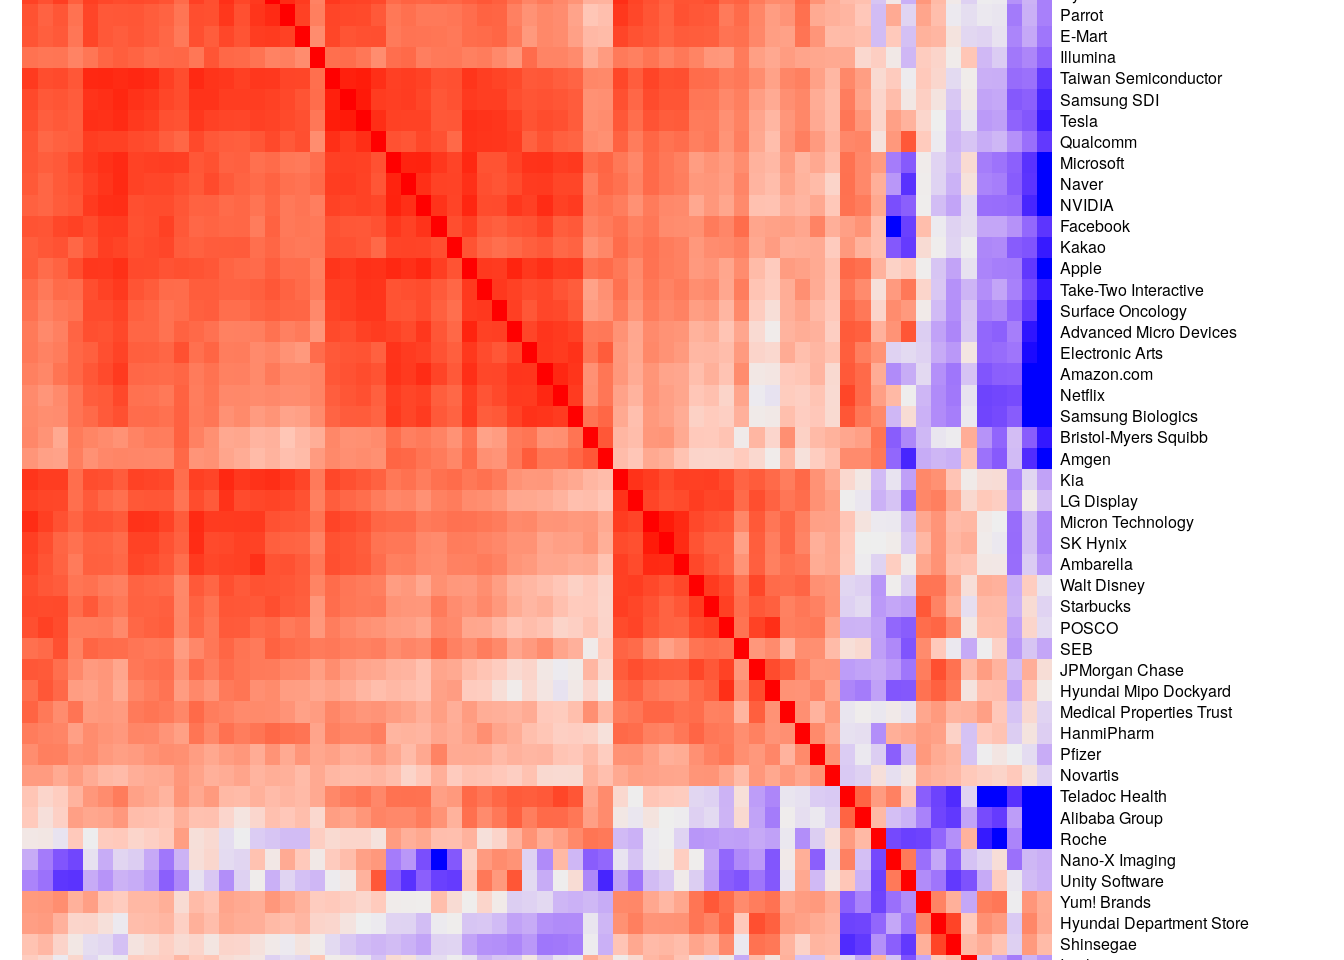 Parrot
E-Mart
Illumina
Taiwan Semiconductor
Samsung SDI
Tesla
Qualcomm
Microsoft
Naver
NVIDIA
Facebook
Kakao
Apple
Take-Two Interactive
Surface Oncology
Advanced Micro Devices
Electronic Arts
Amazon.com
Netflix
Samsung Biologics
Bristol-Myers Squibb
Amgen
Kia
LG Display
Micron Technology
SK Hynix
Ambarella
Walt Disney
Starbucks
POSCO
SEB
JPMorgan Chase
Hyundai Mipo Dockyard
Medical Properties Trust
HanmiPharm
Pfizer
Novartis
Teladoc Health
Alibaba Group
Roche
Nano-X Imaging
Unity Software
Yum! Brands
Hyundai Department Store
Shinsegae